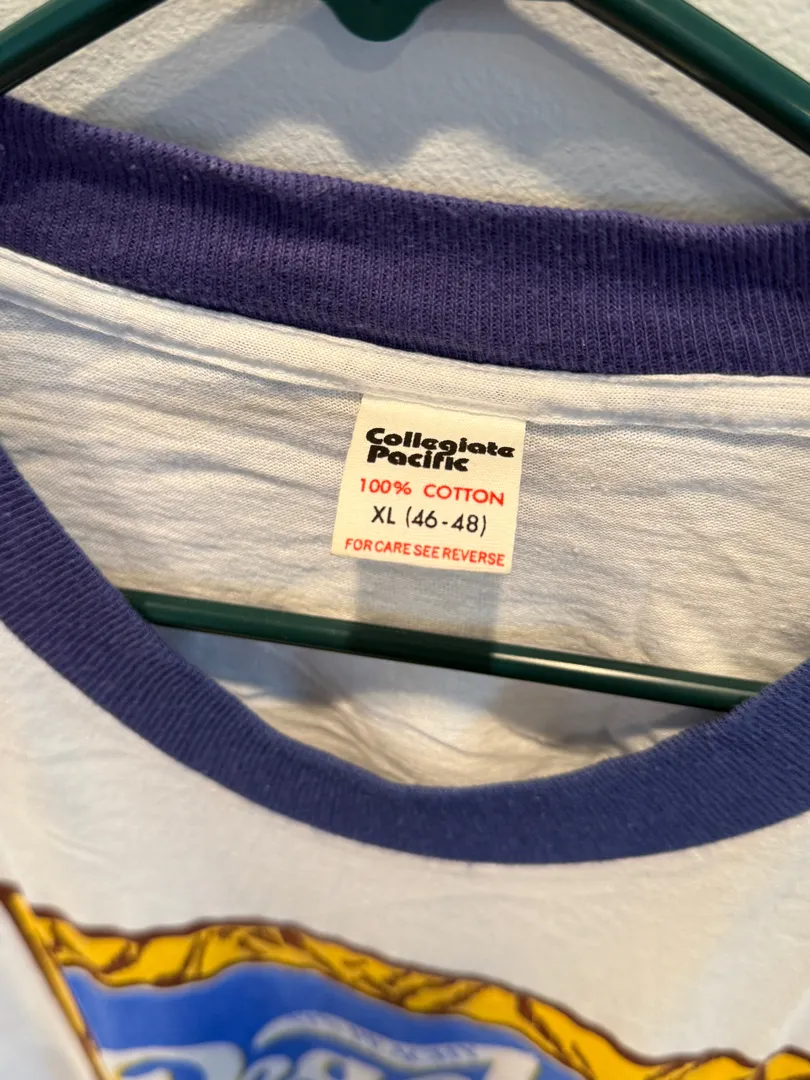 Collegiate
Pacific
100% COTTON
XL (46-48)
FOR CARE SEE REVERSE